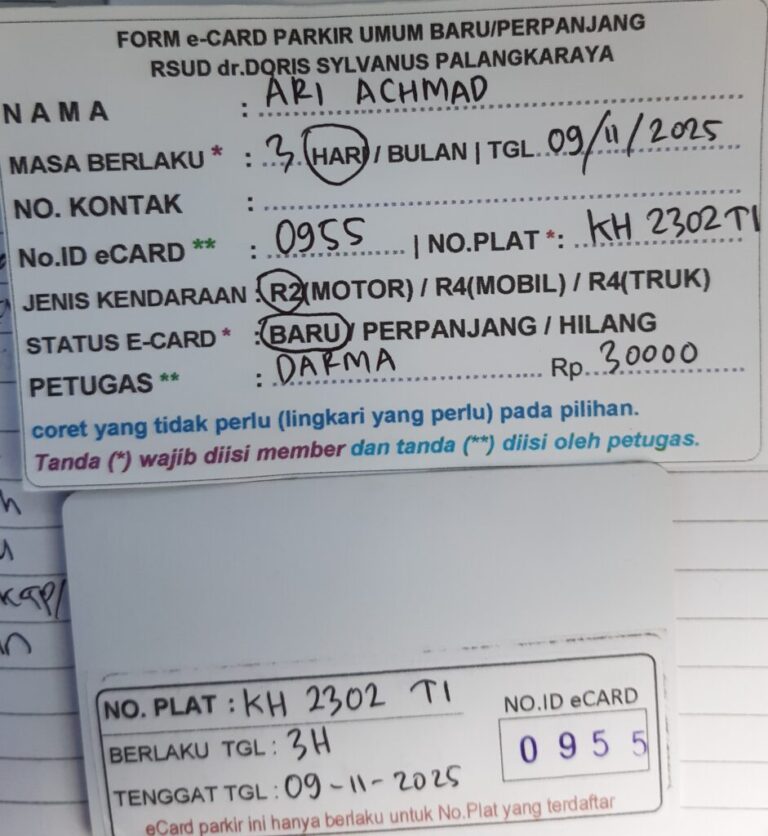 FORM e-CARD PARKIR UMUM BARU/PERPANJANG
RSUD dr.DORIS SYLVANUS PALANGKARAYA
NAMA : ARI ACHMAD
MASA BERLAKU * : 3 HARI / BULAN | TGL 09/11/2025
NO. KONTAK :
No.ID eCARD ** : 0955 | NO.PLAT *: KH 2302 TI
JENIS KENDARAAN : R2(MOTOR) / R4(MOBIL) / R4(TRUK)
STATUS E-CARD * : BARU / PERPANJANG / HILANG
PETUGAS ** : DARMA Rp. 30000
coret yang tidak perlu (lingkari yang perlu) pada pilihan.
Tanda (*) wajib diisi member dan tanda (**) diisi oleh petugas.
NO. PLAT : KH 2302 TI
BERLAKU TGL : 3H
TENGGAT TGL : 09-11-2025
NO.ID eCARD
0955
eCard parkir ini hanya berlaku untuk No.Plat yang terdaftar